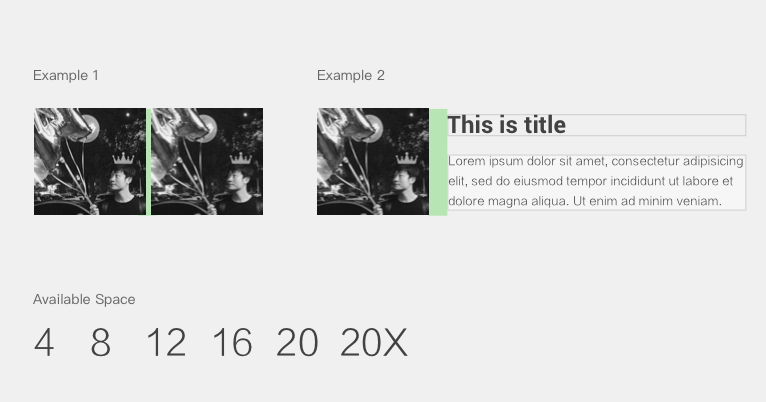 Example 1
Example 2
This is title
Lorem ipsum dolor sit amet, consectetur adipisicing
elit, sed do eiusmod tempor incididunt ut labore et
dolore magna aliqua. Ut enim ad minim veniam.
Available Space
4 8 12 16 20 20X